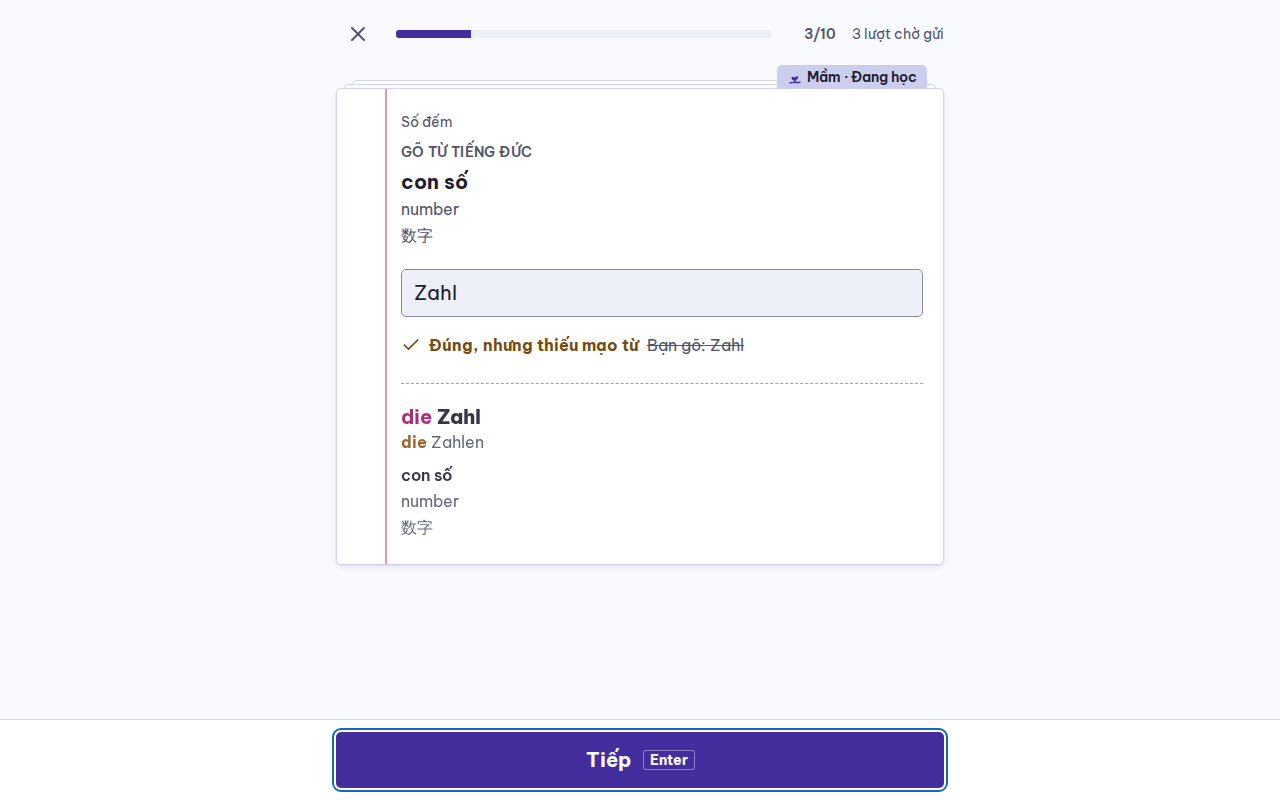 3/10 3 lượt chờ gửi
Mầm · Đang học
Số đếm
GÕ TỪ TIẾNG ĐỨC
con số
number
数字
Zahl
Đúng, nhưng thiếu mạo từ Bạn gõ: Zahl
die Zahl
die Zahlen
con số
number
数字
Tiếp Enter